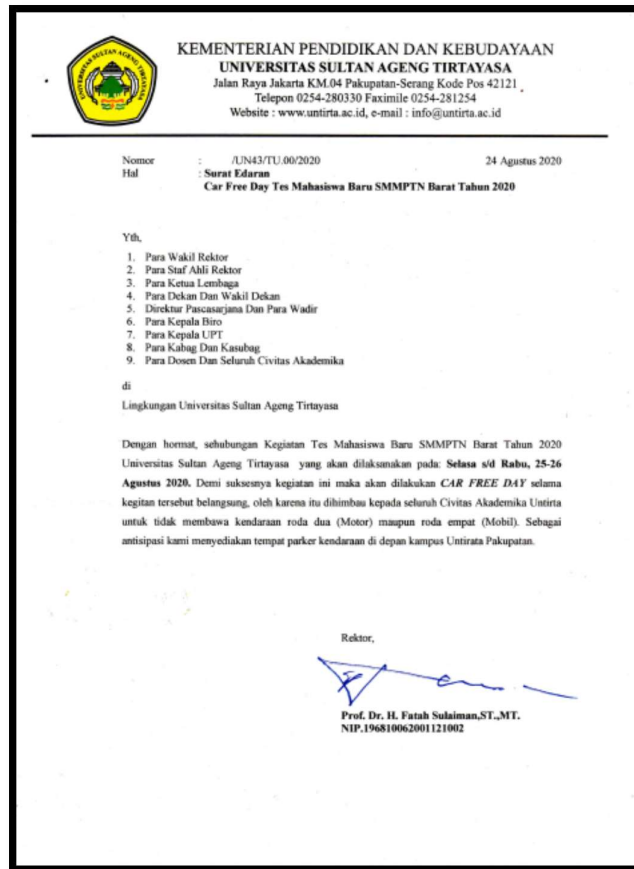 KEMENTERIAN PENDIDIKAN DAN KEBUDAYAAN
UNIVERSITAS SULTAN AGENG TIRTAYASA
Jalan Raya Jakarta KM.04 Pakupatan-Serang Kode Pos 42121
Telepon 0254-280330 Faximile 0254-281254
Website : www.untirta.ac.id, e-mail : info@untirta.ac.id
UNIVERSITAS SULTAN AGENG TIRTAYASA
Nomor : /UN43/TU.00/2020 24 Agustus 2020
Hal : Surat Edaran
Car Free Day Tes Mahasiswa Baru SMMPTN Barat Tahun 2020
Yth,
1. Para Wakil Rektor
2. Para Staf Ahli Rektor
3. Para Ketua Lembaga
4. Para Dekan Dan Wakil Dekan
5. Direktur Pascasarjana Dan Para Wadir
6. Para Kepala Biro
7. Para Kepala UPT
8. Para Kabag Dan Kasubag
9. Para Dosen Dan Seluruh Civitas Akademika
di
Lingkungan Universitas Sultan Ageng Tirtayasa
Dengan hormat, sehubungan Kegiatan Tes Mahasiswa Baru SMMPTN Barat Tahun 2020
Universitas Sultan Ageng Tirtayasa yang akan dilaksanakan pada: Selasa s/d Rabu, 25-26
Agustus 2020. Demi suksesnya kegiatan ini maka akan dilakukan CAR FREE DAY selama
kegitan tersebut belangsung, oleh karena itu dihimbau kepada seluruh Civitas Akademika Untirta
untuk tidak membawa kendaraan roda dua (Motor) maupun roda empat (Mobil). Sebagai
antisipasi kami menyediakan tempat parker kendaraan di depan kampus Untirata Pakupatan.
Rektor,
Prof. Dr. H. Fatah Sulaiman,ST.,MT.
NIP.196810062001121002